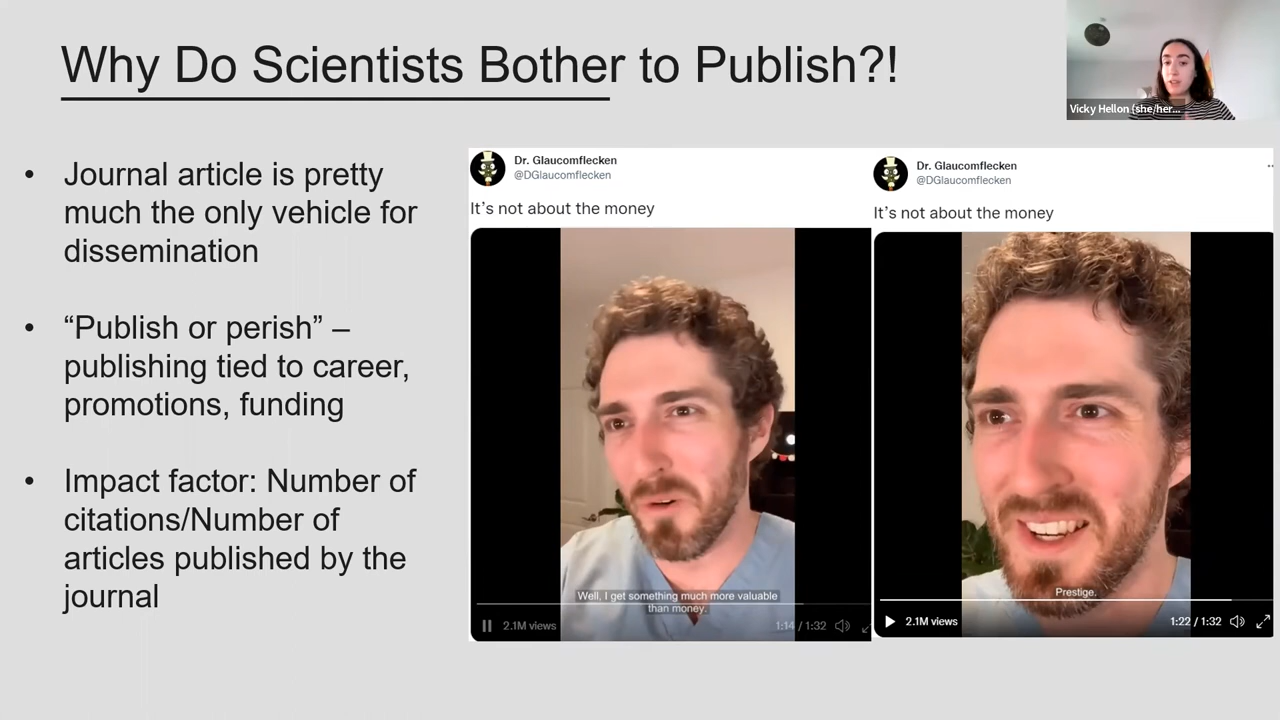 Why Do Scientists Bother to Publish?!
Vicky Hellon (she/her...
• Journal article is pretty
much the only vehicle for
dissemination
• “Publish or perish” –
publishing tied to career,
promotions, funding
• Impact factor: Number of
citations/Number of
articles published by the
journal
Dr. Glaucomflecken
@DGlaucomflecken
It’s not about the money
Well, I get something much more valuable
than money.
2.1M views
1:14 / 1:32
Dr. Glaucomflecken
@DGlaucomflecken
It’s not about the money
Prestige.
2.1M views
1:22 / 1:32